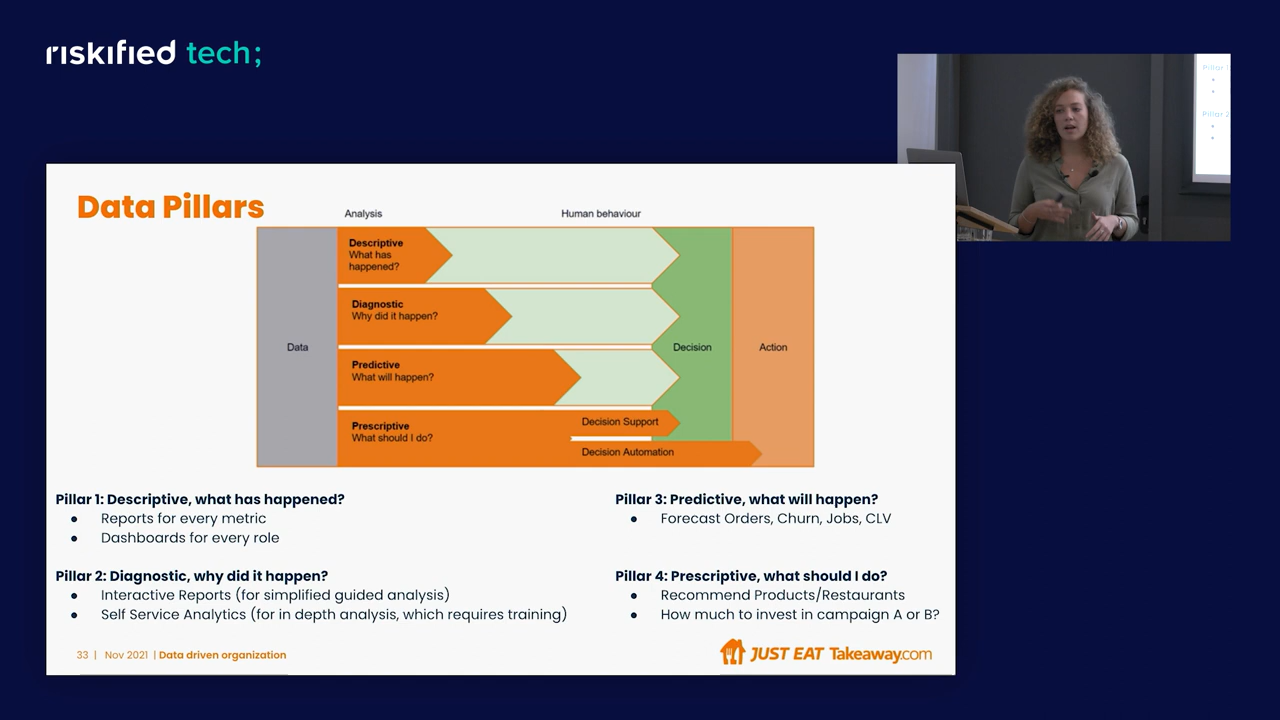 riskified tech;
Pillar 1
Pillar 2
Data Pillars
Analysis
Human behaviour
Descriptive
What has
happened?
Diagnostic
Why did it happen?
Data
Decision
Action
Predictive
What will happen?
Prescriptive
What should I do?
Decision Support
Decision Automation
Pillar 1: Descriptive, what has happened?
● Reports for every metric
● Dashboards for every role
Pillar 2: Diagnostic, why did it happen?
● Interactive Reports (for simplified guided analysis)
● Self Service Analytics (for in depth analysis, which requires training)
Pillar 3: Predictive, what will happen?
● Forecast Orders, Churn, Jobs, CLV
Pillar 4: Prescriptive, what should I do?
● Recommend Products/Restaurants
● How much to invest in campaign A or B?
33 | Nov 2021 | Data driven organization
JUST EAT Takeaway.com